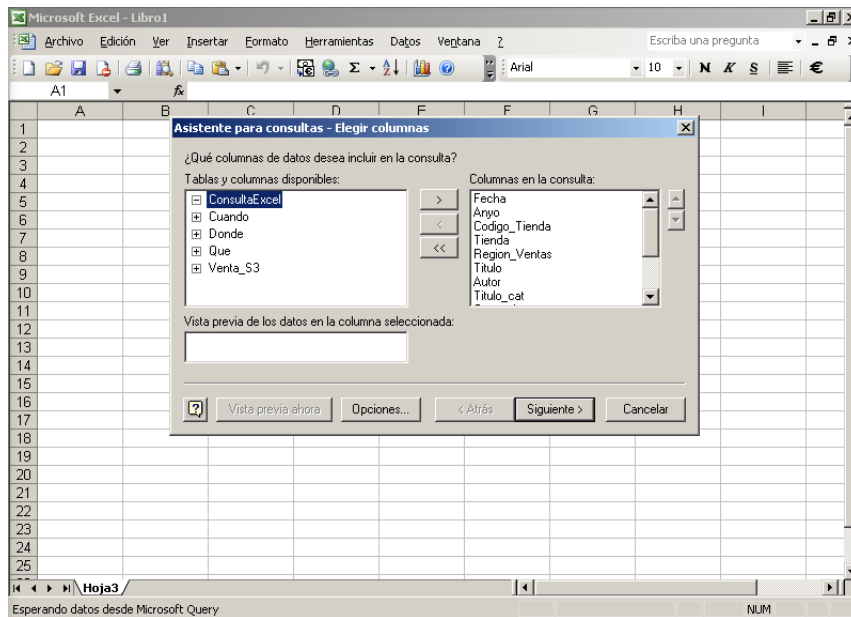 Microsoft Excel - Libro1
Archivo Edición Ver Insertar Formato Herramientas Datos Ventana ? Escriba una pregunta
Σ Arial 10 N K S €
A1 fx
A B C D E F G H I
Asistente para consultas - Elegir columnas
¿Qué columnas de datos desea incluir en la consulta?
Tablas y columnas disponibles: Columnas en la consulta:
ConsultaExcel
Cuando
Donde
Que
Venta_S3
>
<
<<
Fecha
Anyo
Codigo_Tienda
Tienda
Region_Ventas
Titulo
Autor
Titulo_cat
Vista previa de los datos en la columna seleccionada:
Vista previa ahora Opciones... < Atrás Siguiente > Cancelar
1
2
3
4
5
6
7
8
9
10
11
12
13
14
15
16
17
18
19
20
21
22
23
24
25
Hoja3
Esperando datos desde Microsoft Query NUM